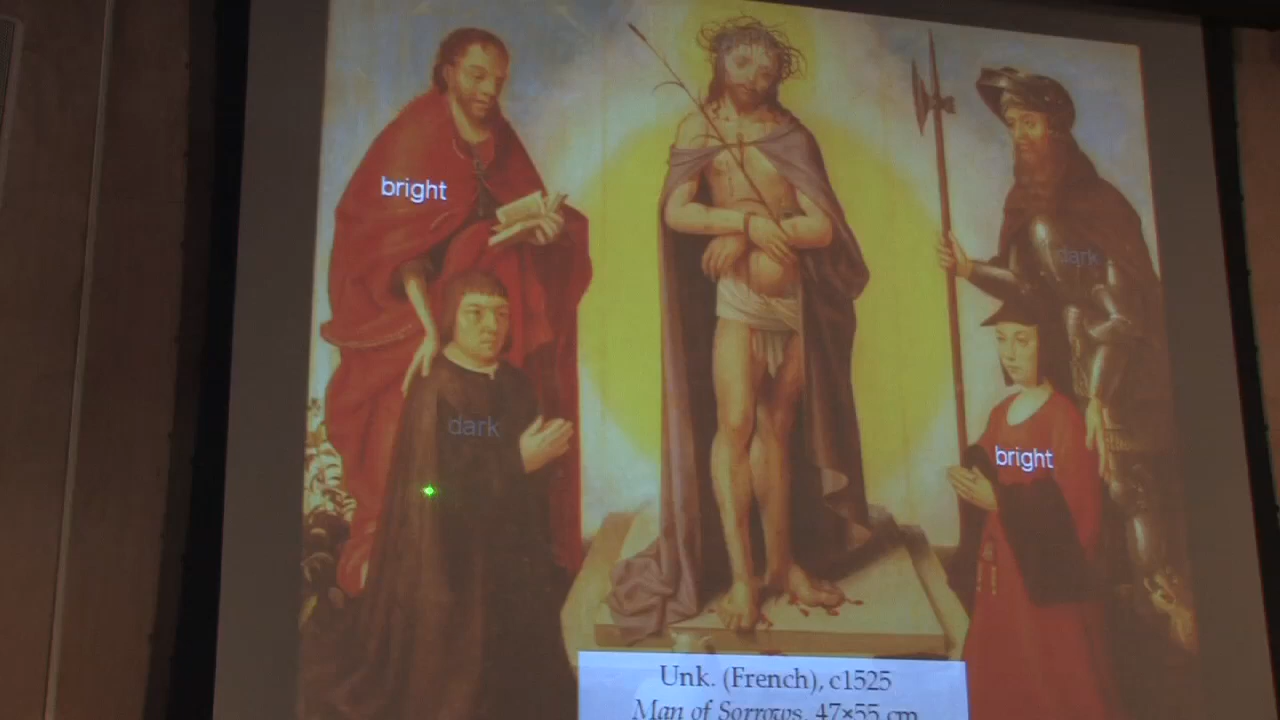 bright
dark
dark
bright
Unk. (French), c1525
Man of Sorrows, 47×55 cm